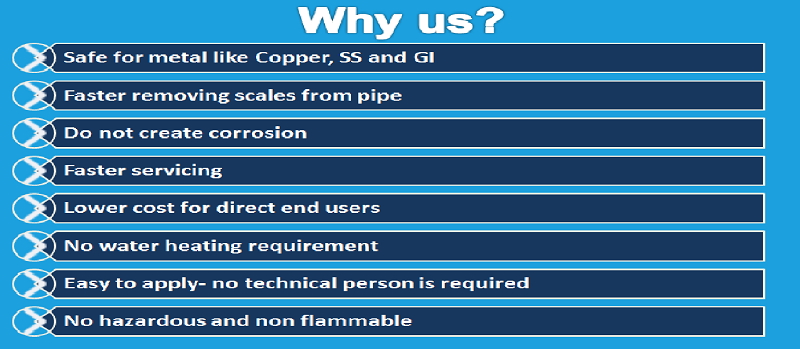 Why us?
Safe for metal like Copper, SS and GI
Faster removing scales from pipe
Do not create corrosion
Faster servicing
Lower cost for direct end users
No water heating requirement
Easy to apply- no technical person is required
No hazardous and non flammable